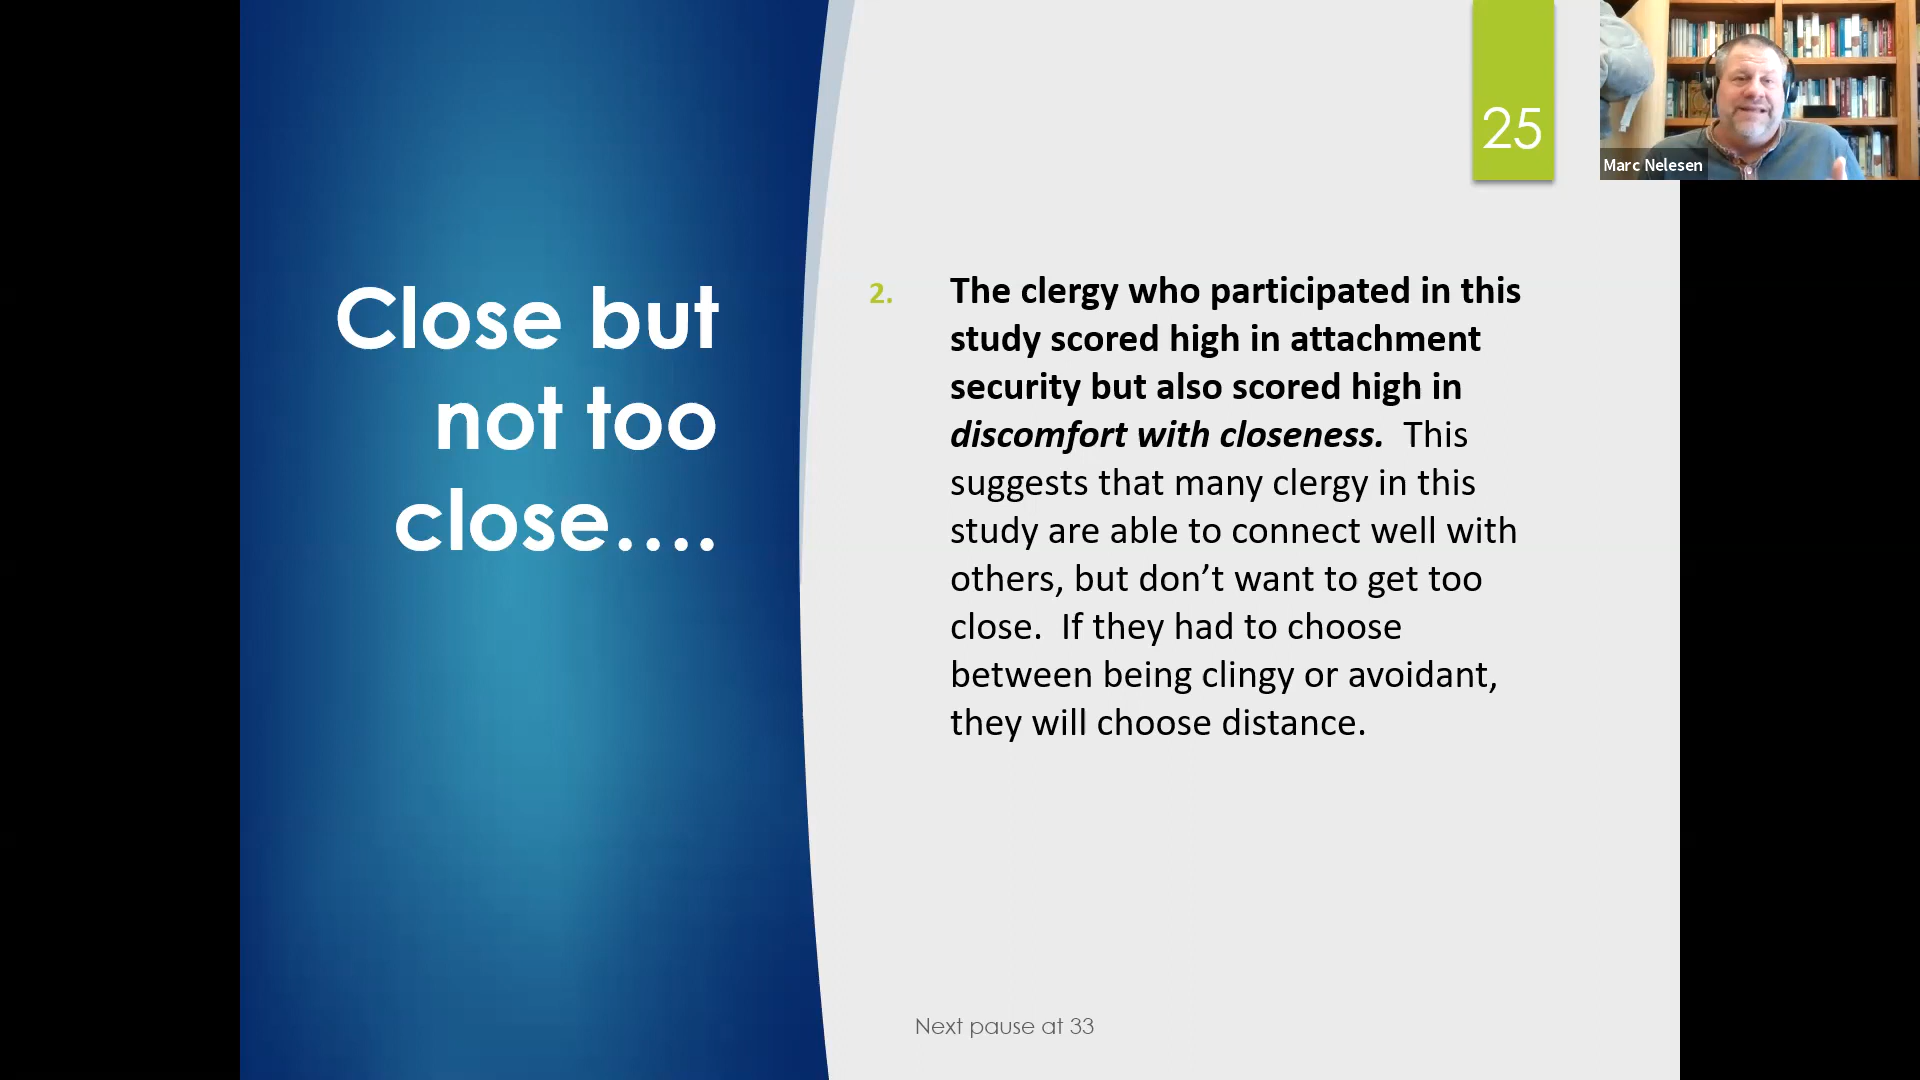 Close but
not too
close....
25
Marc Nelesen
2. The clergy who participated in this
study scored high in attachment
security but also scored high in
discomfort with closeness.  This
suggests that many clergy in this
study are able to connect well with
others, but don’t want to get too
close.  If they had to choose
between being clingy or avoidant,
they will choose distance.
Next pause at 33